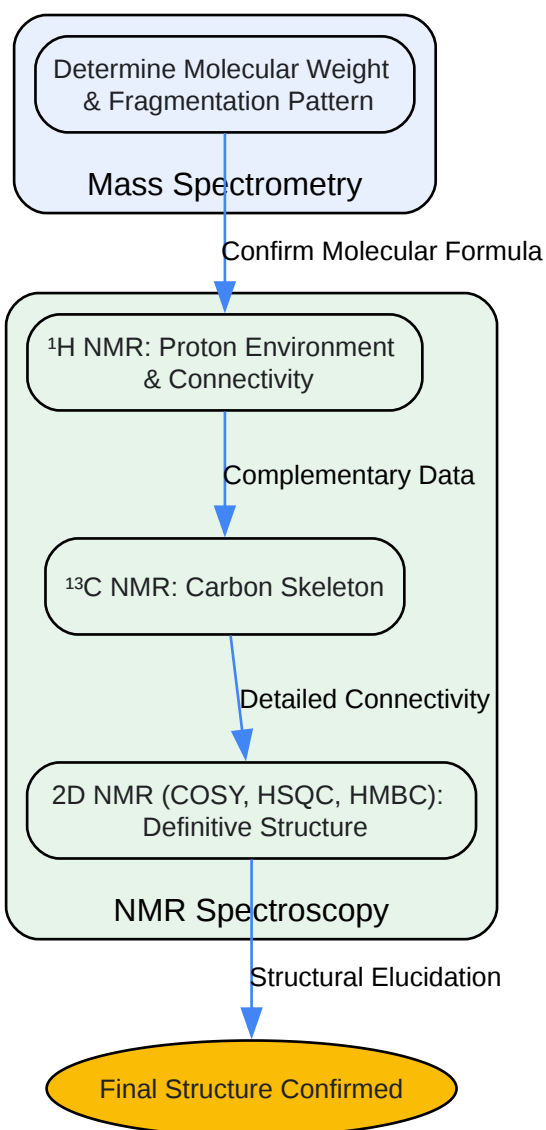 Determine Molecular Weight
& Fragmentation Pattern
Mass Spectrometry
Confirm Molecular Formula
¹H NMR: Proton Environment
& Connectivity
Complementary Data
¹³C NMR: Carbon Skeleton
Detailed Connectivity
2D NMR (COSY, HSQC, HMBC):
Definitive Structure
NMR Spectroscopy
Structural Elucidation
Final Structure Confirmed